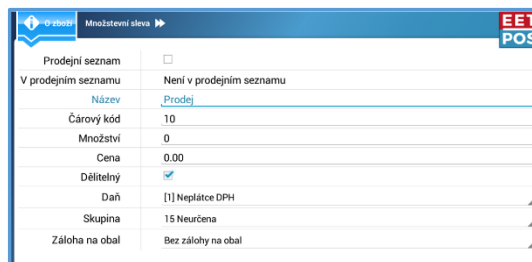 O zboží Množstevní sleva
EET
POS
Prodejní seznam
V prodejním seznamu Není v prodejním seznamu
Název Prodej
Čárový kód 10
Množství 0
Cena 0.00
Dělitelný
Daň [1] Neplátce DPH
Skupina 15 Neurčena
Záloha na obal Bez zálohy na obal